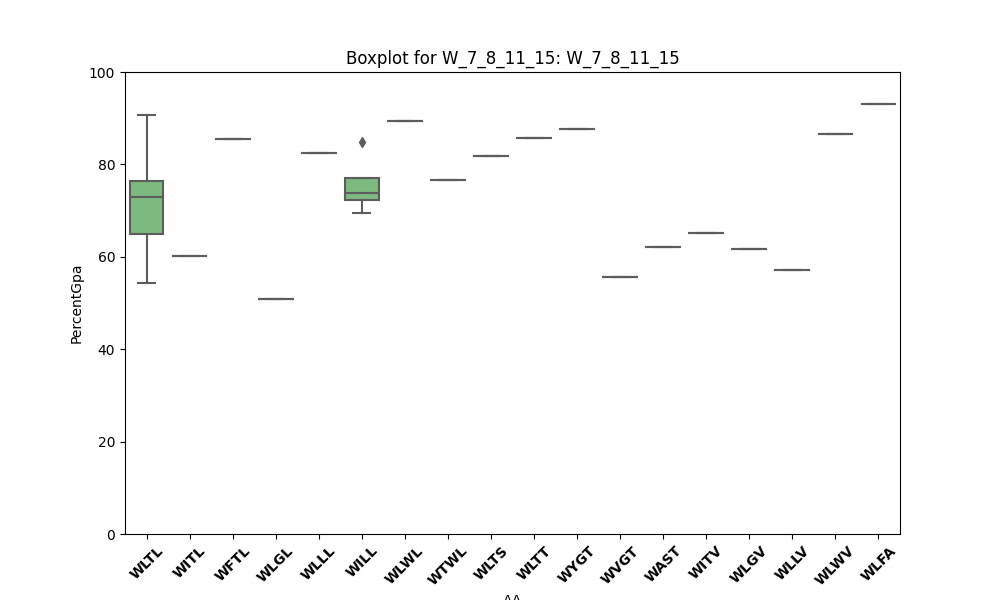 Boxplot for W_7_8_11_15: W_7_8_11_15
100
80
60
40
20
0
PercentGpa
WLTL WITL WFTL WLGL WLLL WILL WLWL WTWL WLTS WLTT WYGT WVGT WAST WITV WLGV WLLV WLWV WLFA
AA